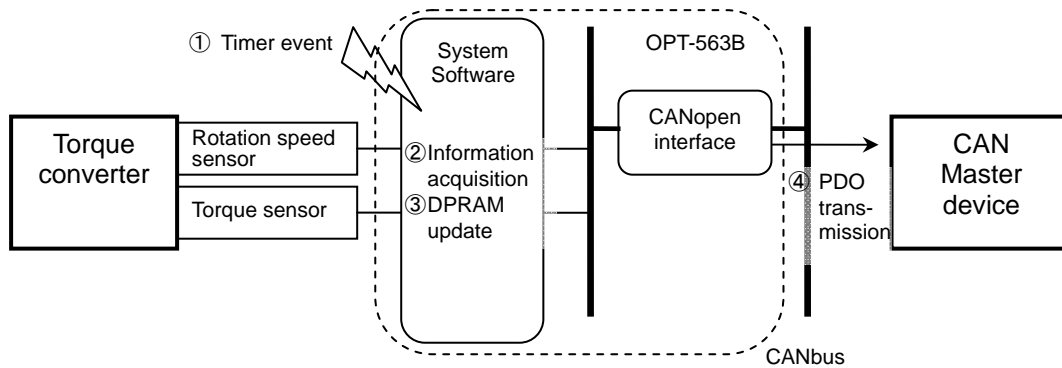 ① Timer event
System
Software
OPT-563B
CANopen
interface
Torque
converter
Rotation speed
sensor
Torque sensor
②Information
acquisition
③DPRAM
update
④ PDO
trans-
mission
CAN
Master
device
CANbus